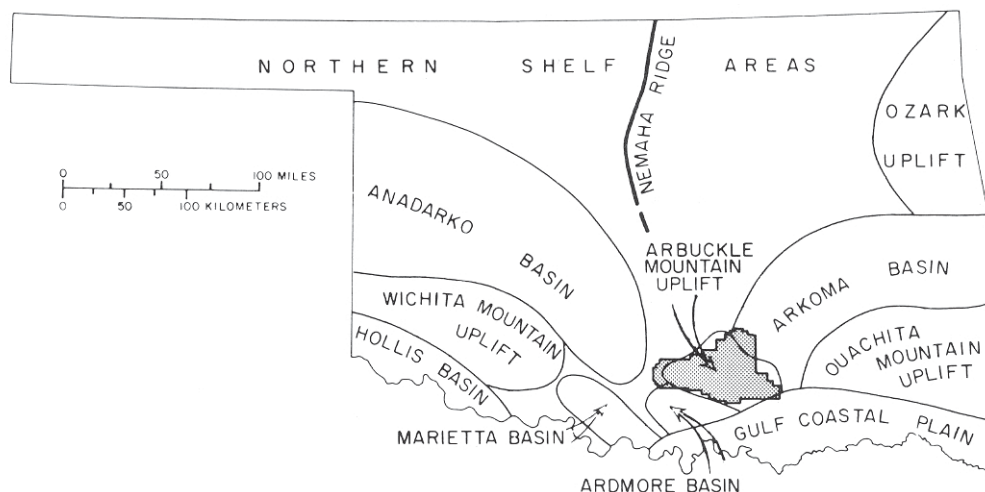 NORTHERN SHELF AREAS
NEMAHA RIDGE
OZARK
UPLIFT
0 50 100 MILES
0 50 100 KILOMETERS
ANADARKO
BASIN
ARBUCKLE
MOUNTAIN
UPLIFT
ARKOMA BASIN
WICHITA MOUNTAIN
UPLIFT
HOLLIS BASIN
OUACHITA
MOUNTAIN
UPLIFT
MARIETTA BASIN
GULF COASTAL PLAIN
ARDMORE BASIN